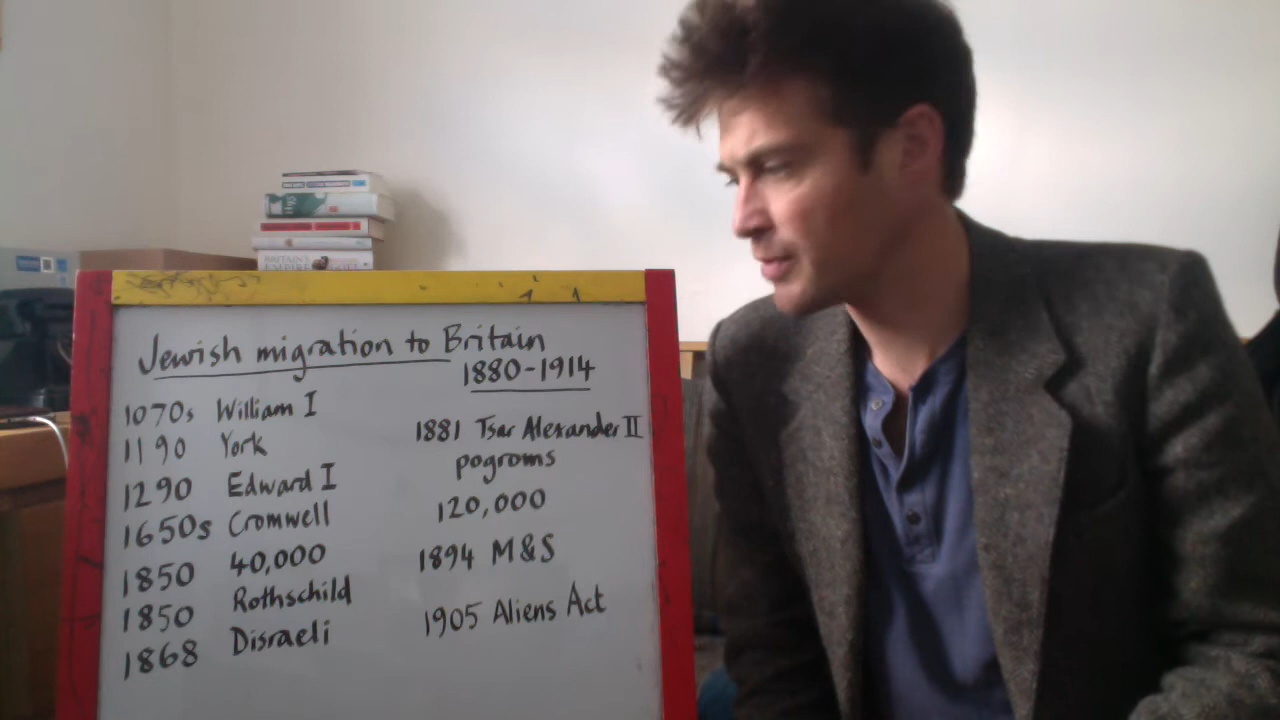 Jewish migration to Britain
1880-1914
1070s William I
1190 York
1290 Edward I
1650s Cromwell
1850 40,000
1850 Rothschild
1868 Disraeli
1881 Tsar Alexander II
pogroms
120,000
1894 M&S
1905 Aliens Act